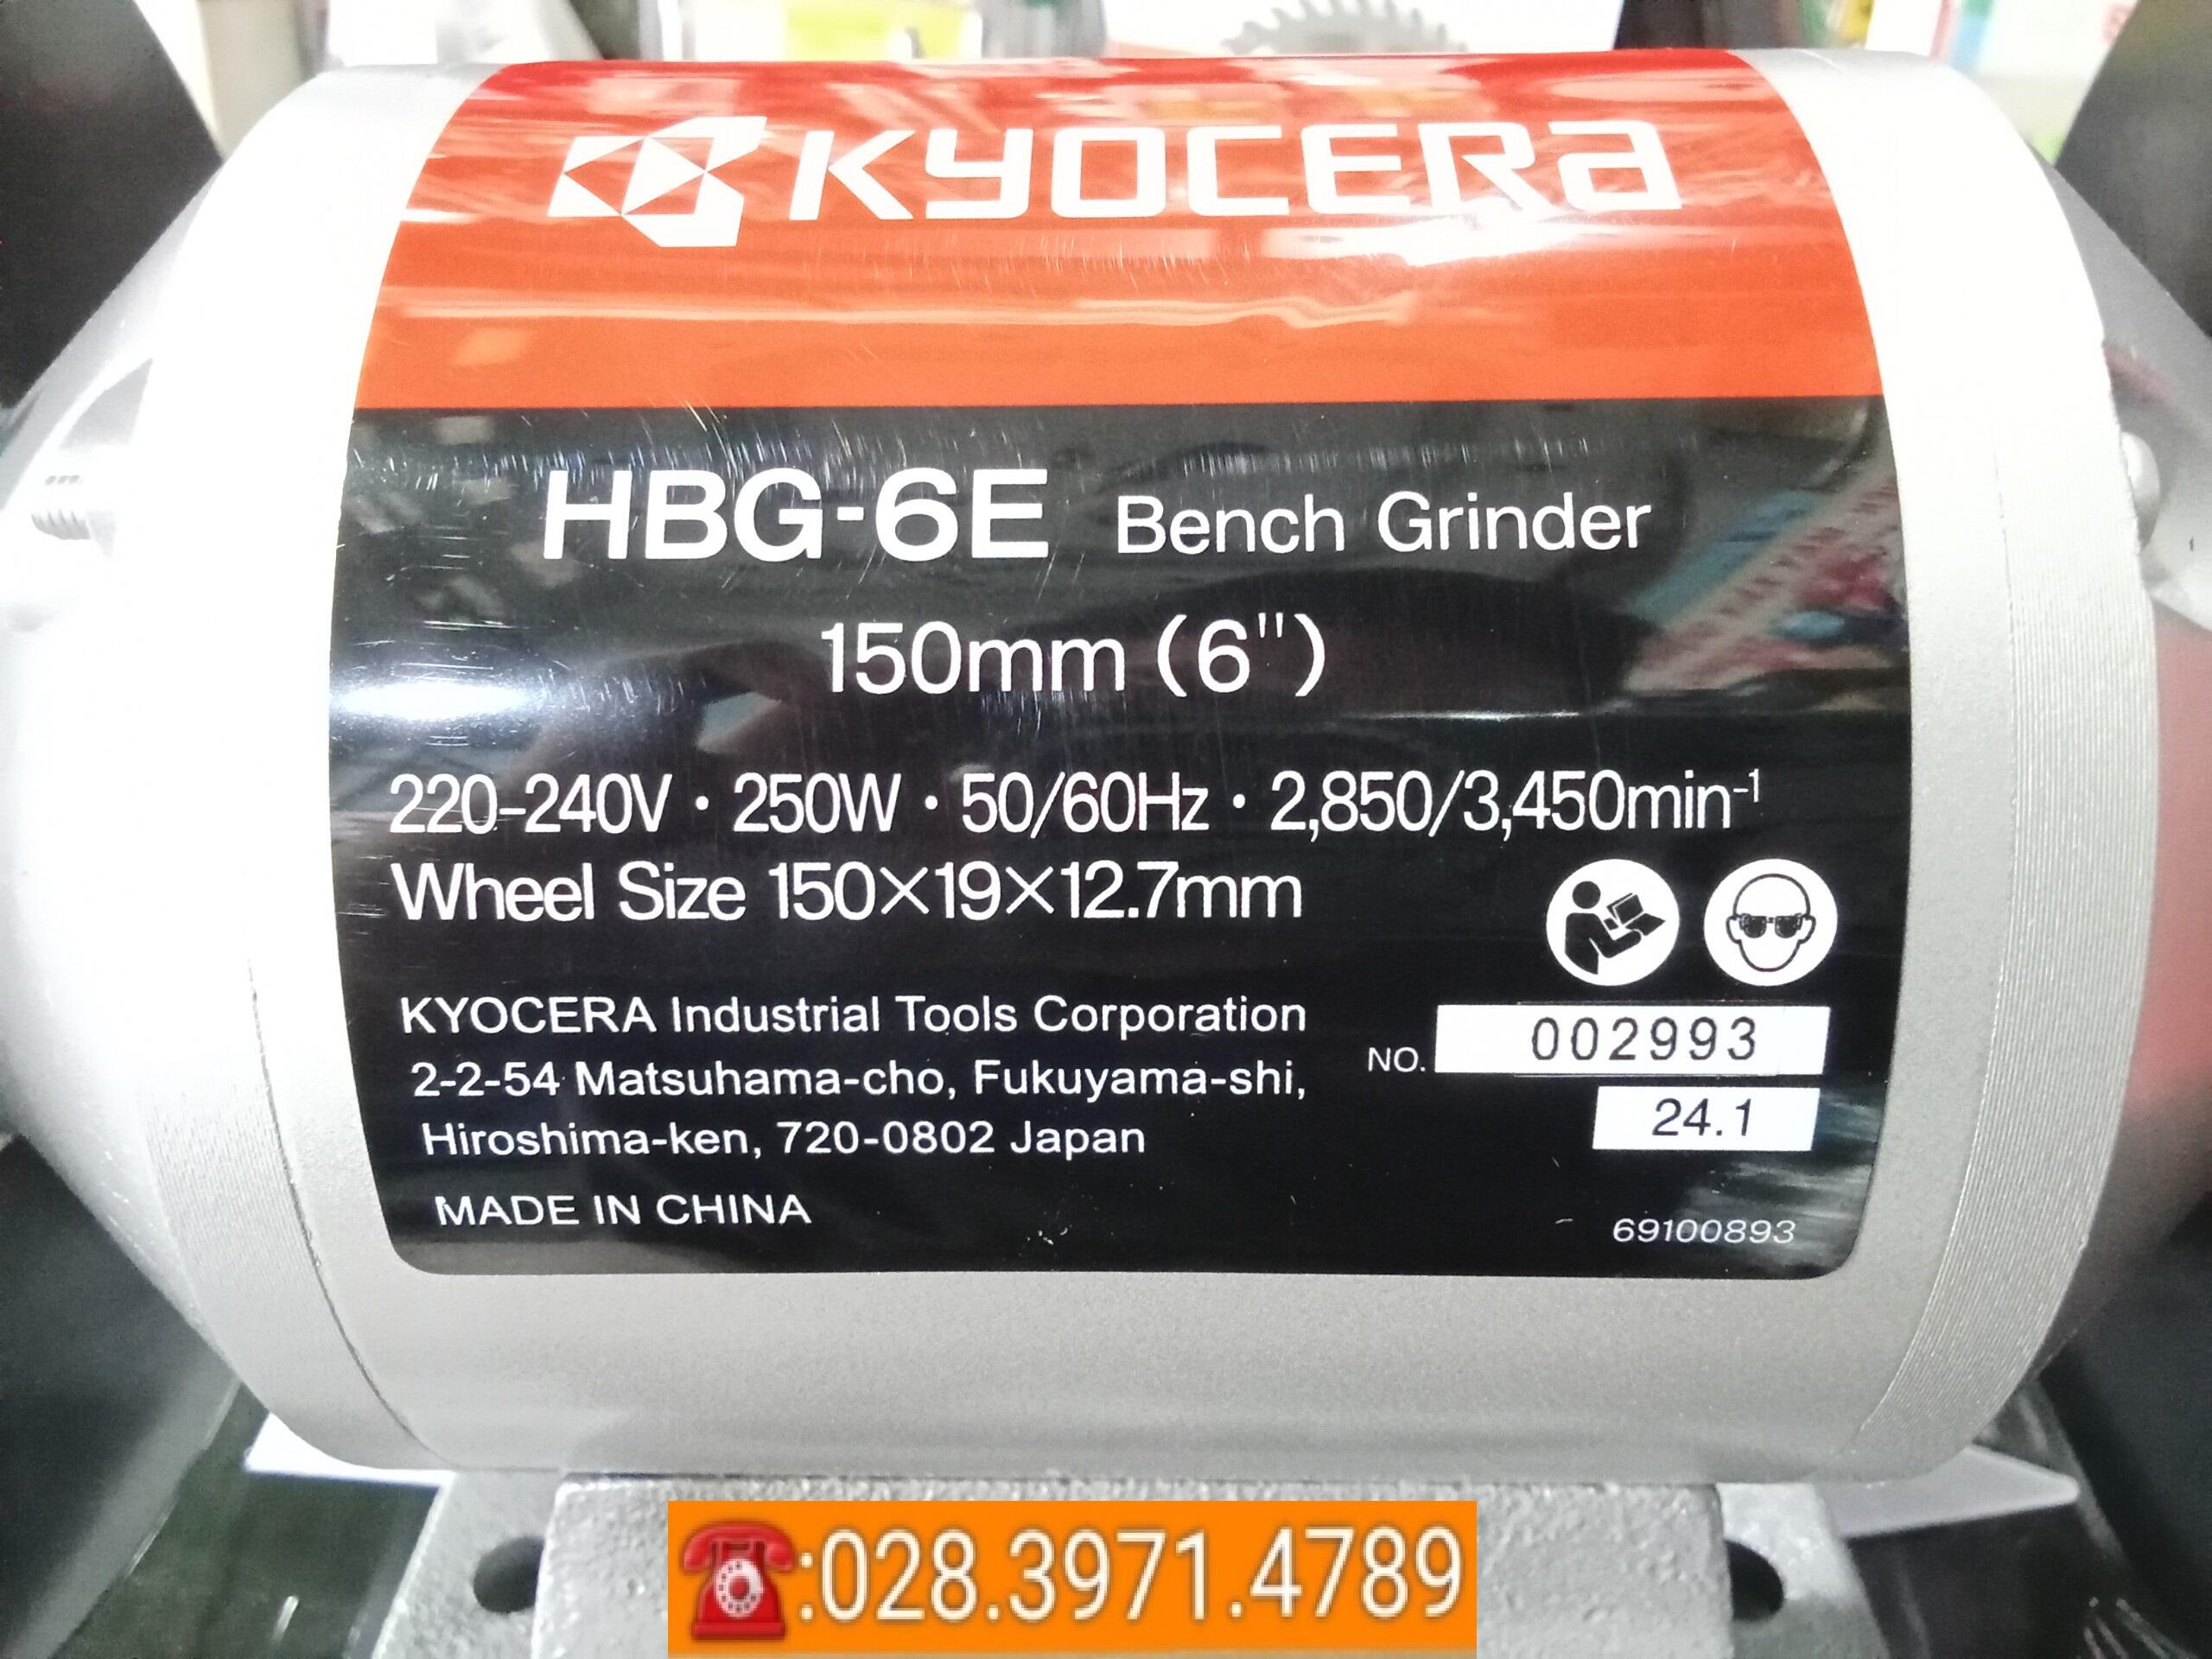 KYOCERA
HBG-6E Bench Grinder
150mm (6")
220-240V · 250W · 50/60Hz · 2,850/3,450min-1
Wheel Size 150×19×12.7mm
KYOCERA Industrial Tools Corporation
2-2-54 Matsuhama-cho, Fukuyama-shi,
Hiroshima-ken, 720-0802 Japan
MADE IN CHINA
NO. 002993
24.1
69100893
☎:028.3971.4789